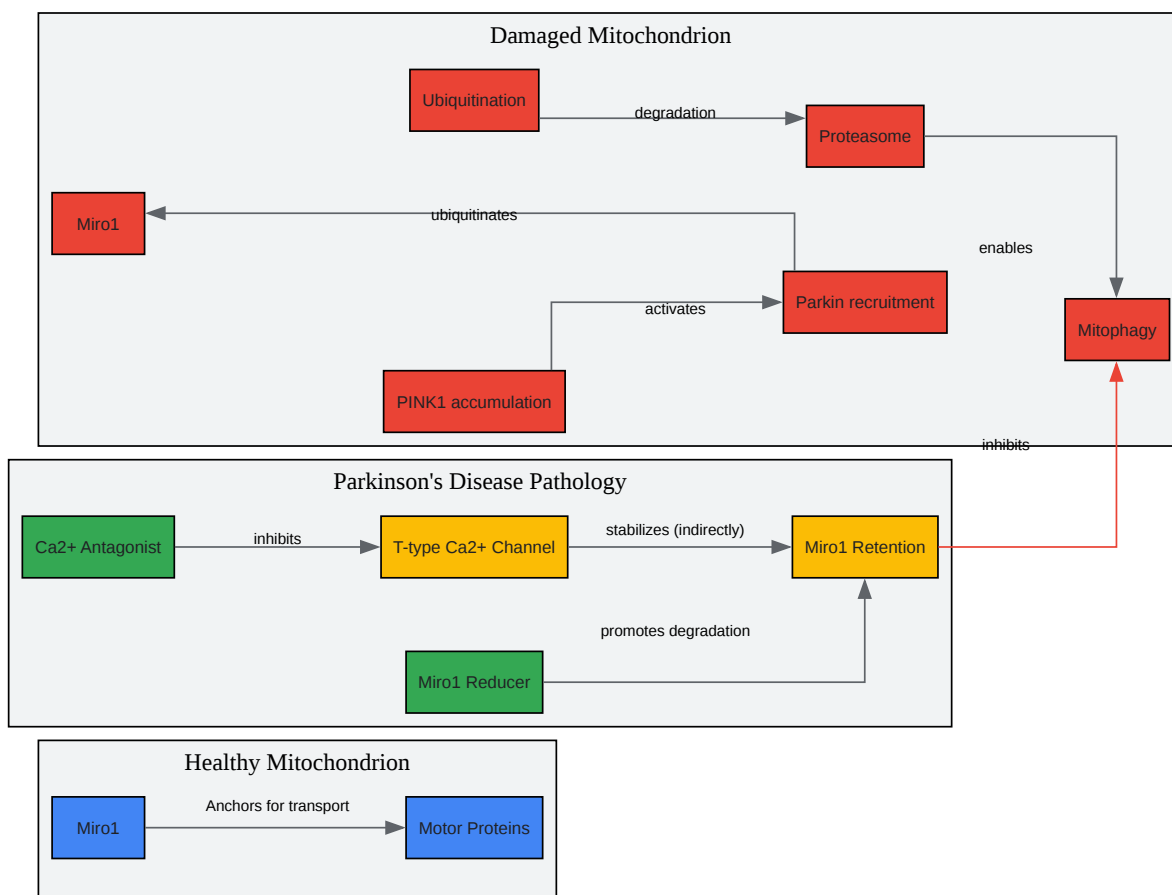 Damaged Mitochondrion
Ubiquitination
degradation
Proteasome
Miro1
ubiquitinates
enables
Parkin recruitment
activates
Mitophagy
PINK1 accumulation
inhibits
Parkinson's Disease Pathology
Ca2+ Antagonist
inhibits
T-type Ca2+ Channel
stabilizes (indirectly)
Miro1 Retention
promotes degradation
Miro1 Reducer
Healthy Mitochondrion
Miro1
Anchors for transport
Motor Proteins